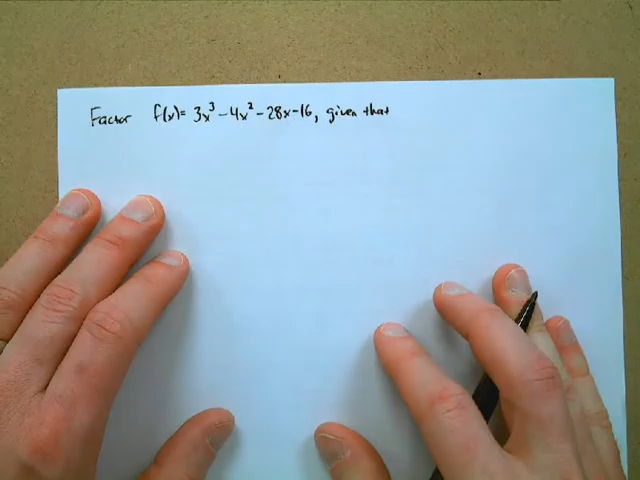 Factor f(x)= 3x³ -4x² -28x-16, given that